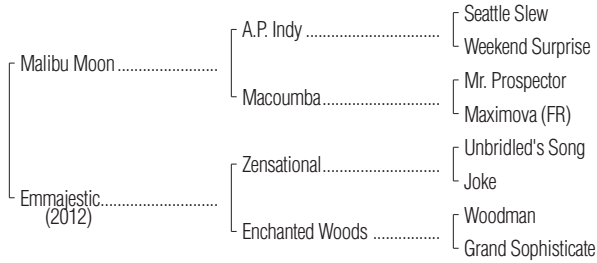 Seattle Slew
A.P. Indy ................................
Weekend Surprise
Malibu Moon ........................
Mr. Prospector
Macoumba ............................
Maximova (FR)
Unbridled's Song
Zensational ............................
Joke
Emmajestic ............................
(2012)
Woodman
Enchanted Woods ................
Grand Sophisticate